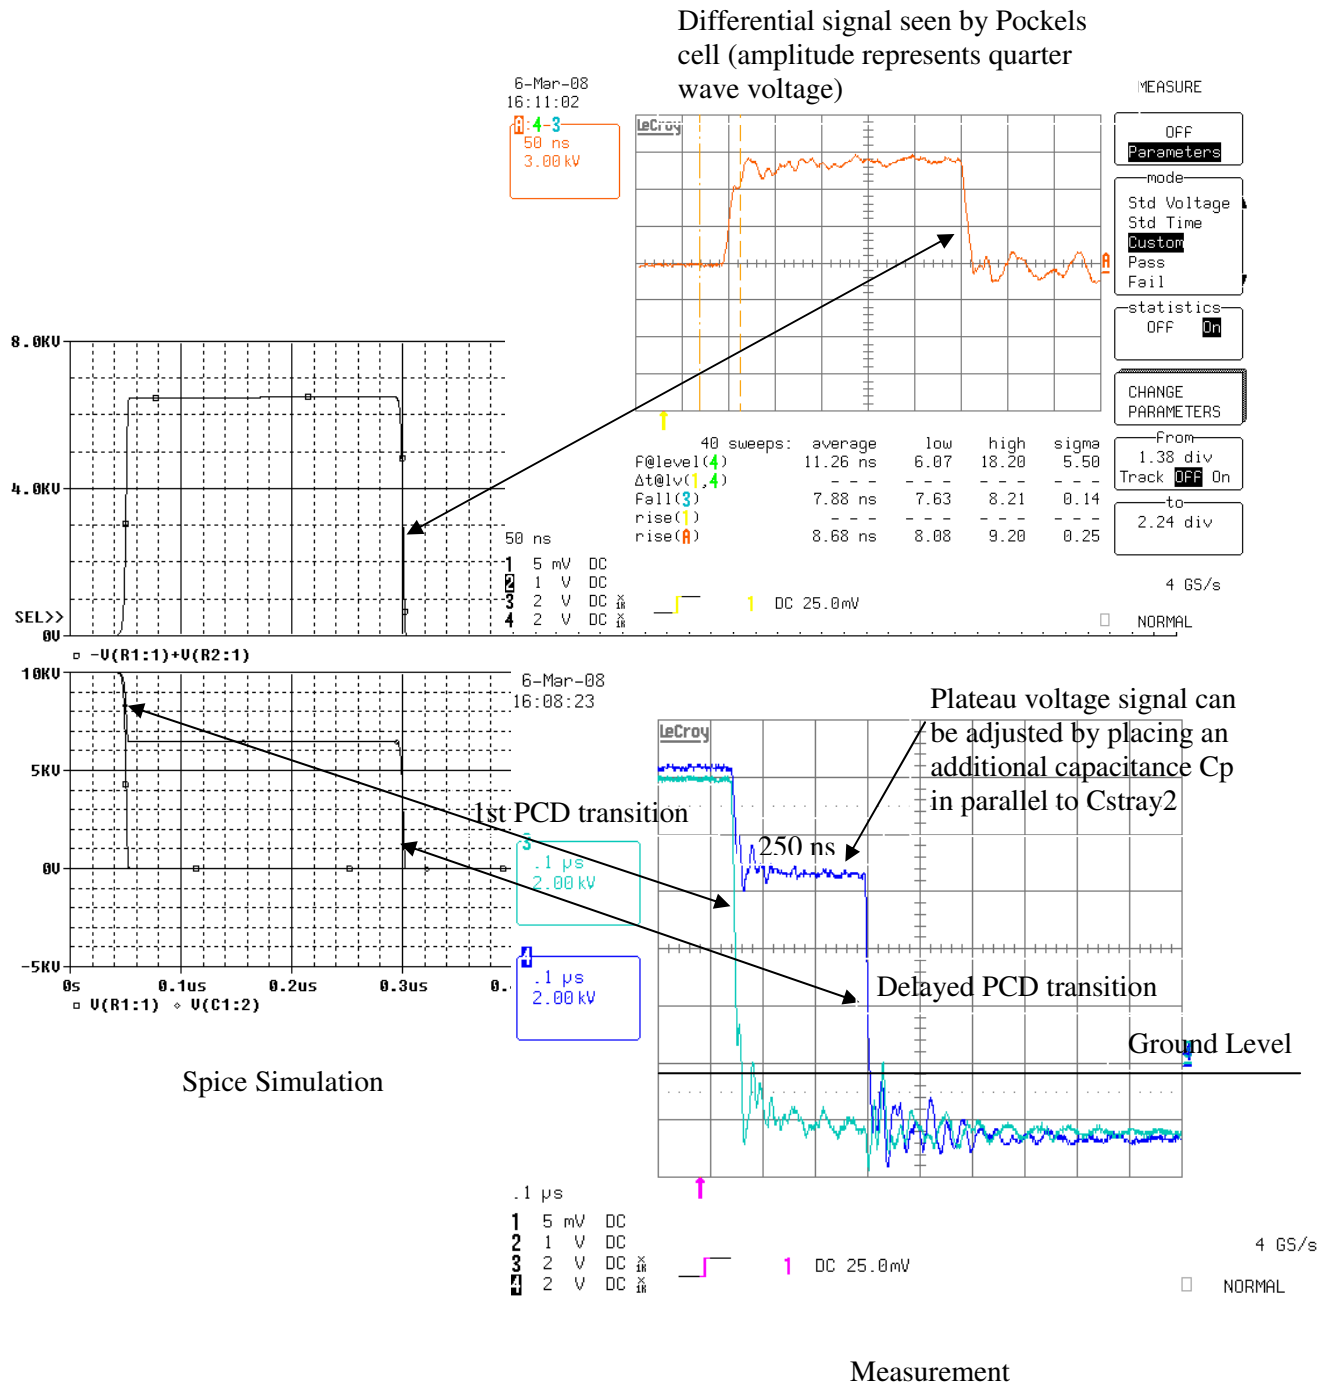 Differential signal seen by Pockels
cell (amplitude represents quarter
wave voltage)
6-Mar-08
16:11:02
A:4-3
50 ns
3.00 kV
LeCroy
A
MEASURE
OFF
Parameters
mode
Std Voltage
Std Time
Custom
Pass
Fail
statistics
OFF On
CHANGE
PARAMETERS
From
1.38 div
Track OFF On
to
2.24 div
40 sweeps: average low high sigma
F@level(4) 11.26 ns 6.07 18.20 5.50
Δt@lv(1,4) - - - - - - - - - - - -
Fall(3) 7.88 ns 7.63 8.21 0.14
rise(1) - - - - - - - - - - - -
rise(A) 8.68 ns 8.08 9.20 0.25
50 ns
1 5 mV DC
2 1 V DC
3 2 V DC
4 2 V DC
1 DC 25.0mV
4 GS/s
NORMAL
8.0KV
4.0KV
SEL>>
0V
-V(R1:1)+V(R2:1)
10KV
5KV
0V
-5KV
0s 0.1us 0.2us 0.3us 0.
V(R1:1) V(C1:2)
Spice Simulation
6-Mar-08
16:08:23
LeCroy
Plateau voltage signal can
be adjusted by placing an
additional capacitance Cp
in parallel to Cstray2
1st PCD transition
250 ns
3
.1 µs
2.00 kV
4
.1 µs
2.00 kV
Delayed PCD transition
Ground Level
4
.1 µs
1 5 mV DC
2 1 V DC
3 2 V DC
4 2 V DC
1 DC 25.0mV
4 GS/s
NORMAL
Measurement